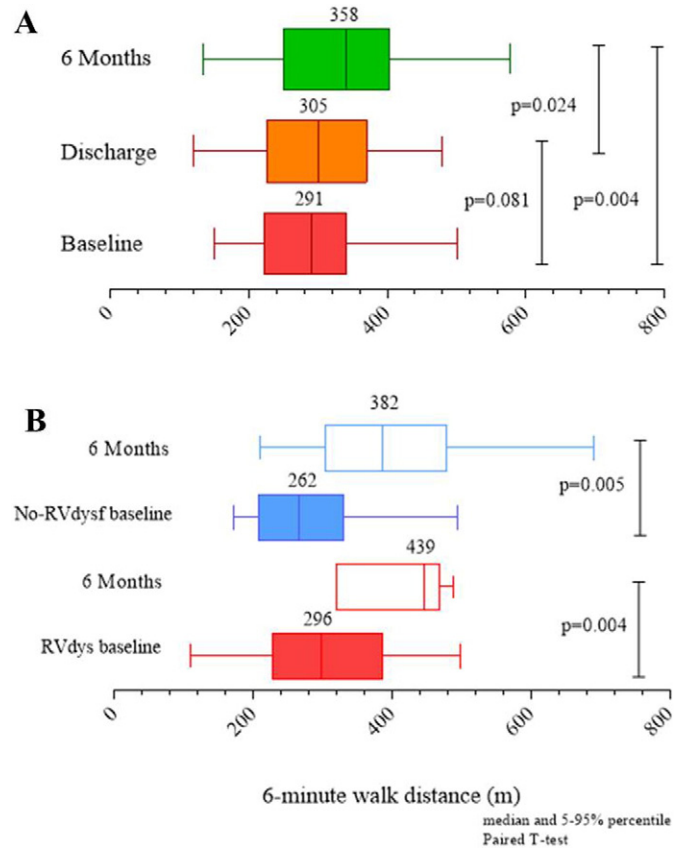 A
358
6 Months
305
p=0.024
Discharge
291
p=0.081
p=0.004
Baseline
0
200
400
600
800
B
382
6 Months
p=0.005
262
No-RVdysf baseline
439
6 Months
p=0.004
296
RVdys baseline
0
200
400
600
800
6-minute walk distance (m)
median and 5-95% percentile
Paired T-test